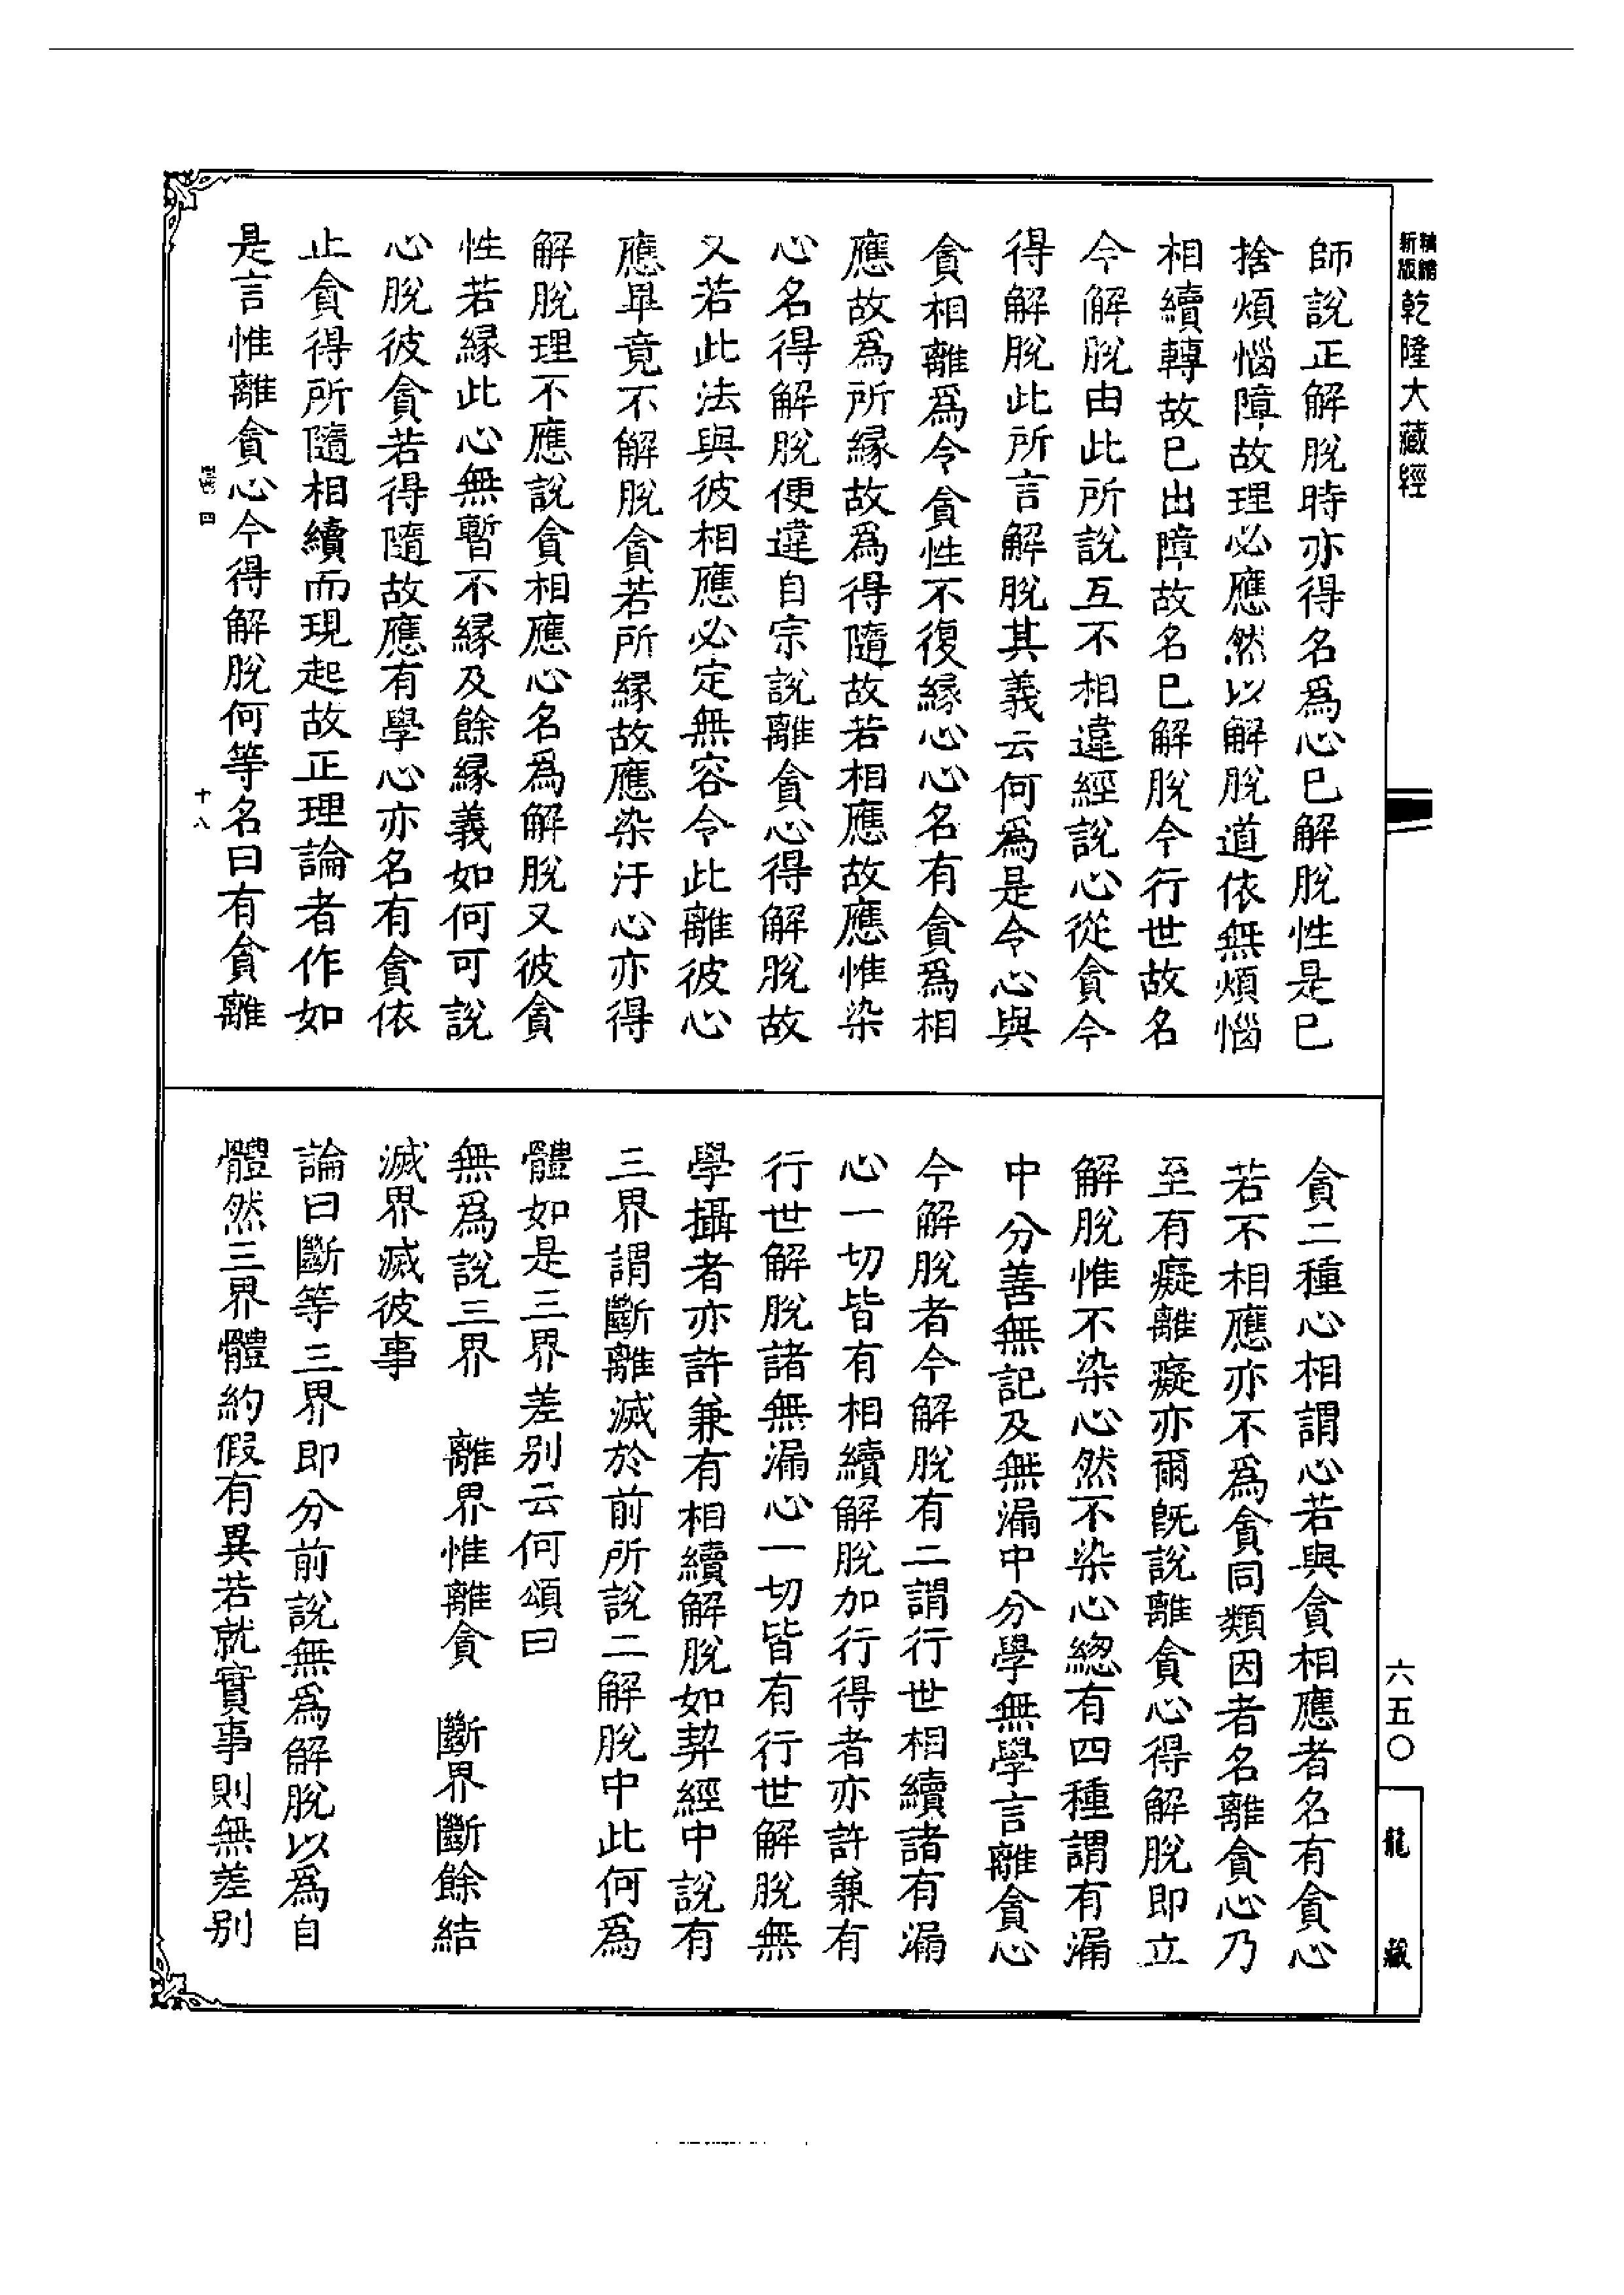 精縮
新版
乾隆大藏經
師說正解脫時亦得名爲心已解脫性是已
捨煩惱障故理必應然以解脫道依無煩惱
相續轉故已出障故名已解脫今行世故名
今解脫由此所說互不相違經說心從貪今
得解脫此所言解脫其義云何爲是令心與
貪相離爲令貪性不復緣心心名有貪爲相
應故爲所緣故爲得隨故若相應故應惟染
心名得解脫便違自宗說離貪心得解脫故
又若此法與彼相應必定無容令此離彼心
應畢竟不解脫貪若所緣故應染汙心亦得
解脫理不應說貪相應心名爲解脫又彼貪
性若緣此心無暫不緣及餘緣義如何可說
心脫彼貪若得隨故應有學心亦名有貪依
止貪得所隨相續而現起故正理論者作如
是言惟離貪心今得解脫何等名曰有貪離
四
十八
貪二種心相謂心若與貪相應者名有貪心
若不相應亦不爲貪同類因者名離貪心乃
至有癡離癡亦爾旣說離貪心得解脫即立
解脫惟不染心然不染心總有四種謂有漏
中分善無記及無漏中分學無學言離貪心
今解脫者今解脫有二謂行世相續諸有漏
心一切皆有相續解脫加行得者亦許兼有
行世解脫諸無漏心一切皆有行世解脫無
學攝者亦許兼有相續解脫如契經中說有
三界謂斷離滅於前所說二解脫中此何爲
體如是三界差別云何頌曰
無爲說三界 離界惟離貪 斷界斷餘結
滅界滅彼事
論曰斷等三界即分前說無爲解脫以爲自
體然三界體約假有異若就實事則無差別
六五〇
龍藏